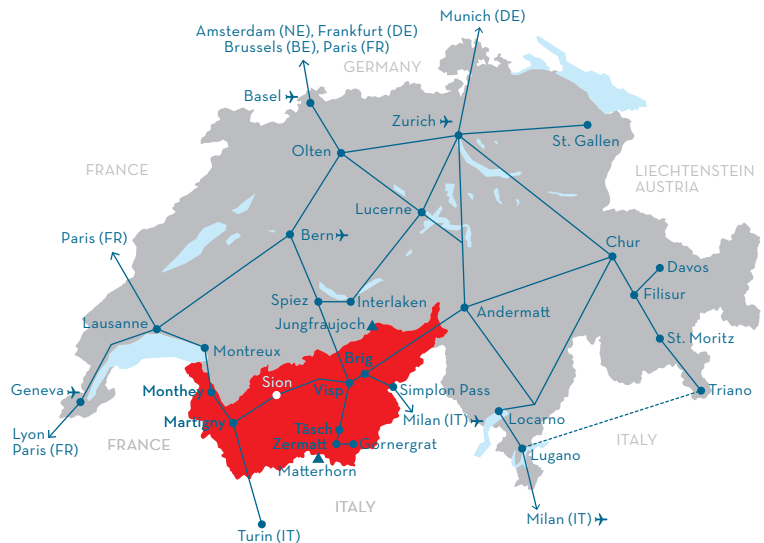 Munich (DE)
Amsterdam (NE), Frankfurt (DE)
Brussels (BE), Paris (FR)
GERMANY
Basel
Zurich
St. Gallen
Olten
FRANCE
LIECHTENSTEIN
AUSTRIA
Lucerne
Paris (FR)
Bern
Chur
Davos
Filisur
Spiez
Interlaken
Andermatt
Lausanne
Jungfraujoch
St. Moritz
Montreux
Brig
Geneva
Monthey
Sion
Visp
Simplon Pass
Triano
Martigny
Milan (IT)
Locarno
Lyon
Paris (FR)
FRANCE
Täsch
Zermatt
Gornergrat
ITALY
Lugano
Matterhorn
ITALY
Milan (IT)
Turin (IT)